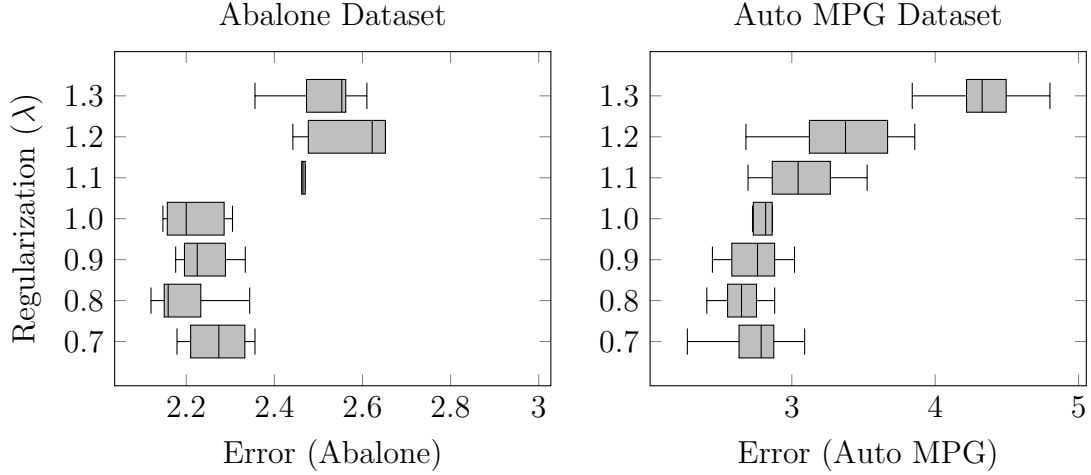 Abalone Dataset
Regularization (λ)
1.3
1.2
1.1
1.0
0.9
0.8
0.7
2.2 2.4 2.6 2.8 3
Error (Abalone)
Auto MPG Dataset
1.3
1.2
1.1
1.0
0.9
0.8
0.7
3 4 5
Error (Auto MPG)